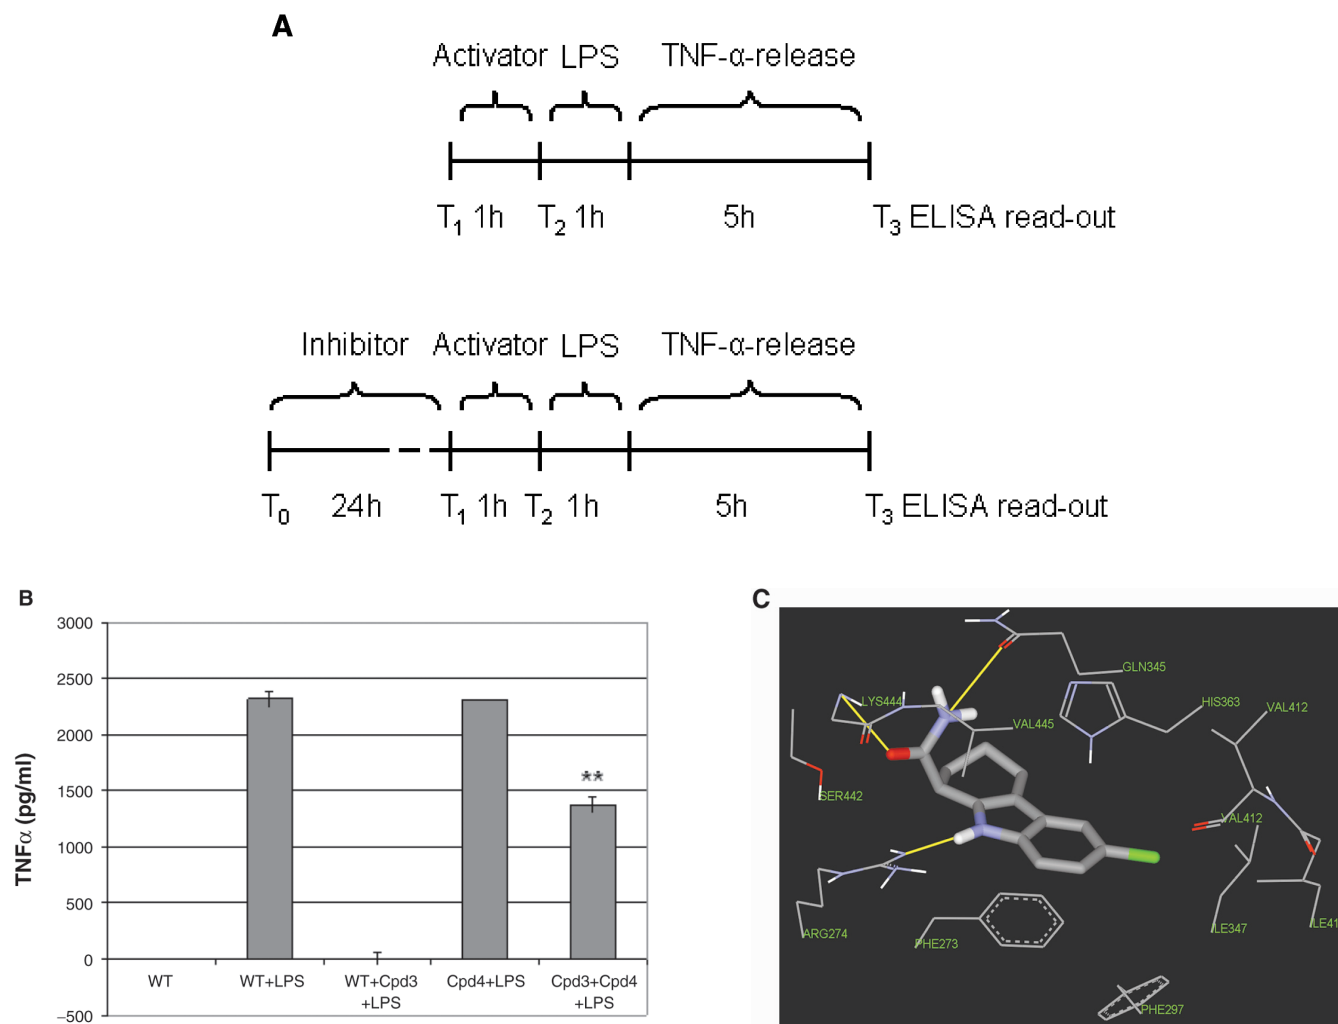 A
Activator LPS TNF-α-release
T1 1h T2 1h 5h T3 ELISA read-out
Inhibitor Activator LPS TNF-α-release
T0 24h T1 1h T2 1h 5h T3 ELISA read-out
B
TNFα (pg/ml)
3000
2500
2000
1500
1000
500
0
−500
**
WT
WT+LPS
WT+Cpd3
+LPS
Cpd4+LPS
Cpd3+Cpd4
+LPS
C
GLN345
LYS444
HIS363
VAL412
VAL445
SER442
VAL412
ARG274
PHE273
ILE347
ILE41
PHE297